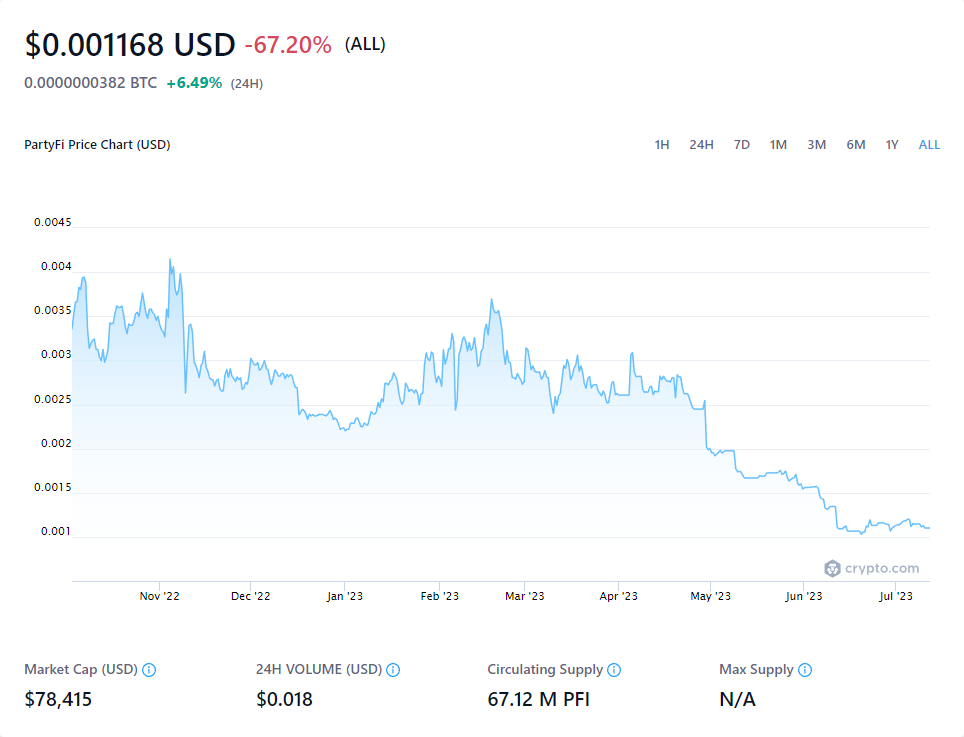 $0.001168 USD -67.20% (ALL)
0.0000000382 BTC +6.49% (24H)
PartyFi Price Chart (USD) 1H 24H 7D 1M 3M 6M 1Y ALL
0.0045
0.004
0.0035
0.003
0.0025
0.002
0.0015
0.001
crypto.com
Nov '22 Dec '22 Jan '23 Feb '23 Mar '23 Apr '23 May '23 Jun '23 Jul '23
Market Cap (USD) 24H VOLUME (USD) Circulating Supply Max Supply
$78,415 $0.018 67.12 M PFI N/A